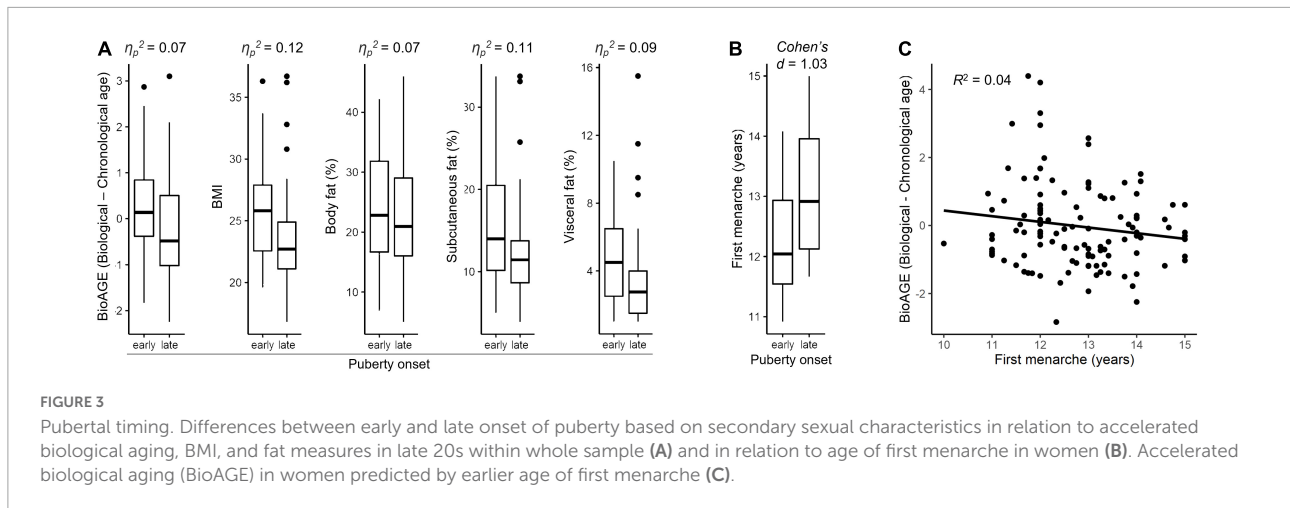 A
ηp² = 0.07
ηp² = 0.12
ηp² = 0.07
ηp² = 0.11
ηp² = 0.09
BioAGE (Biological – Chronological age)
3
2
1
0
-1
-2
early late
BMI
35
30
25
20
early late
Body fat (%)
40
30
20
10
early late
Subcutaneous fat (%)
30
20
10
early late
Visceral fat (%)
16
12
8
4
early late
Puberty onset
B
Cohen's
d = 1.03
First menarche (years)
15
14
13
12
11
early late
Puberty onset
C
R² = 0.04
BioAGE (Biological - Chronological age)
4
2
0
-2
10 11 12 13 14 15
First menarche (years)
FIGURE 3
Pubertal timing. Differences between early and late onset of puberty based on secondary sexual characteristics in relation to accelerated
biological aging, BMI, and fat measures in late 20s within whole sample (A) and in relation to age of first menarche in women (B). Accelerated
biological aging (BioAGE) in women predicted by earlier age of first menarche (C).